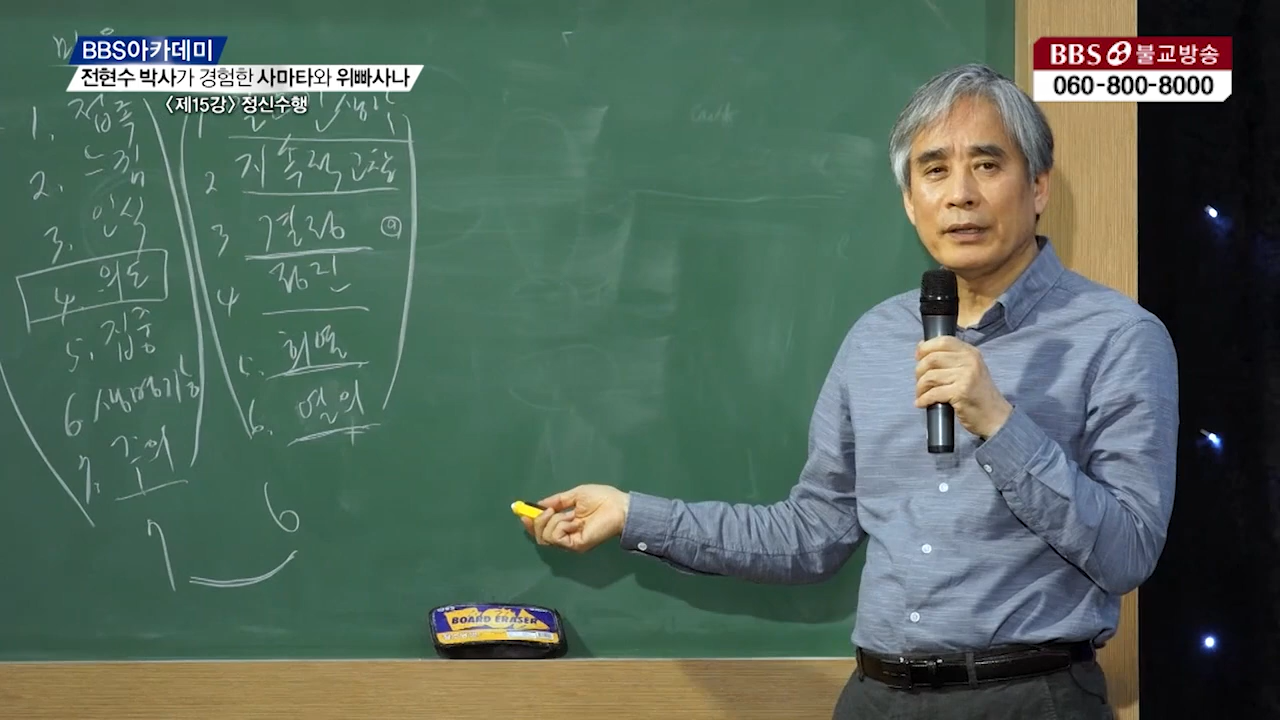 BBS아카데미
전현수 박사가 경험한 사마타와 위빠사나
<제15강> 정신수행
BBS 불교방송
060-800-8000
1. 접촉
2. 느낌
3. 인식
4 의도
5. 집중
6 생명기능
7, 주의
7
1
2 지속적고찰
3 결정 ㉠
4 정진
5. 희열
6. 열의
6
BOARD ERASER